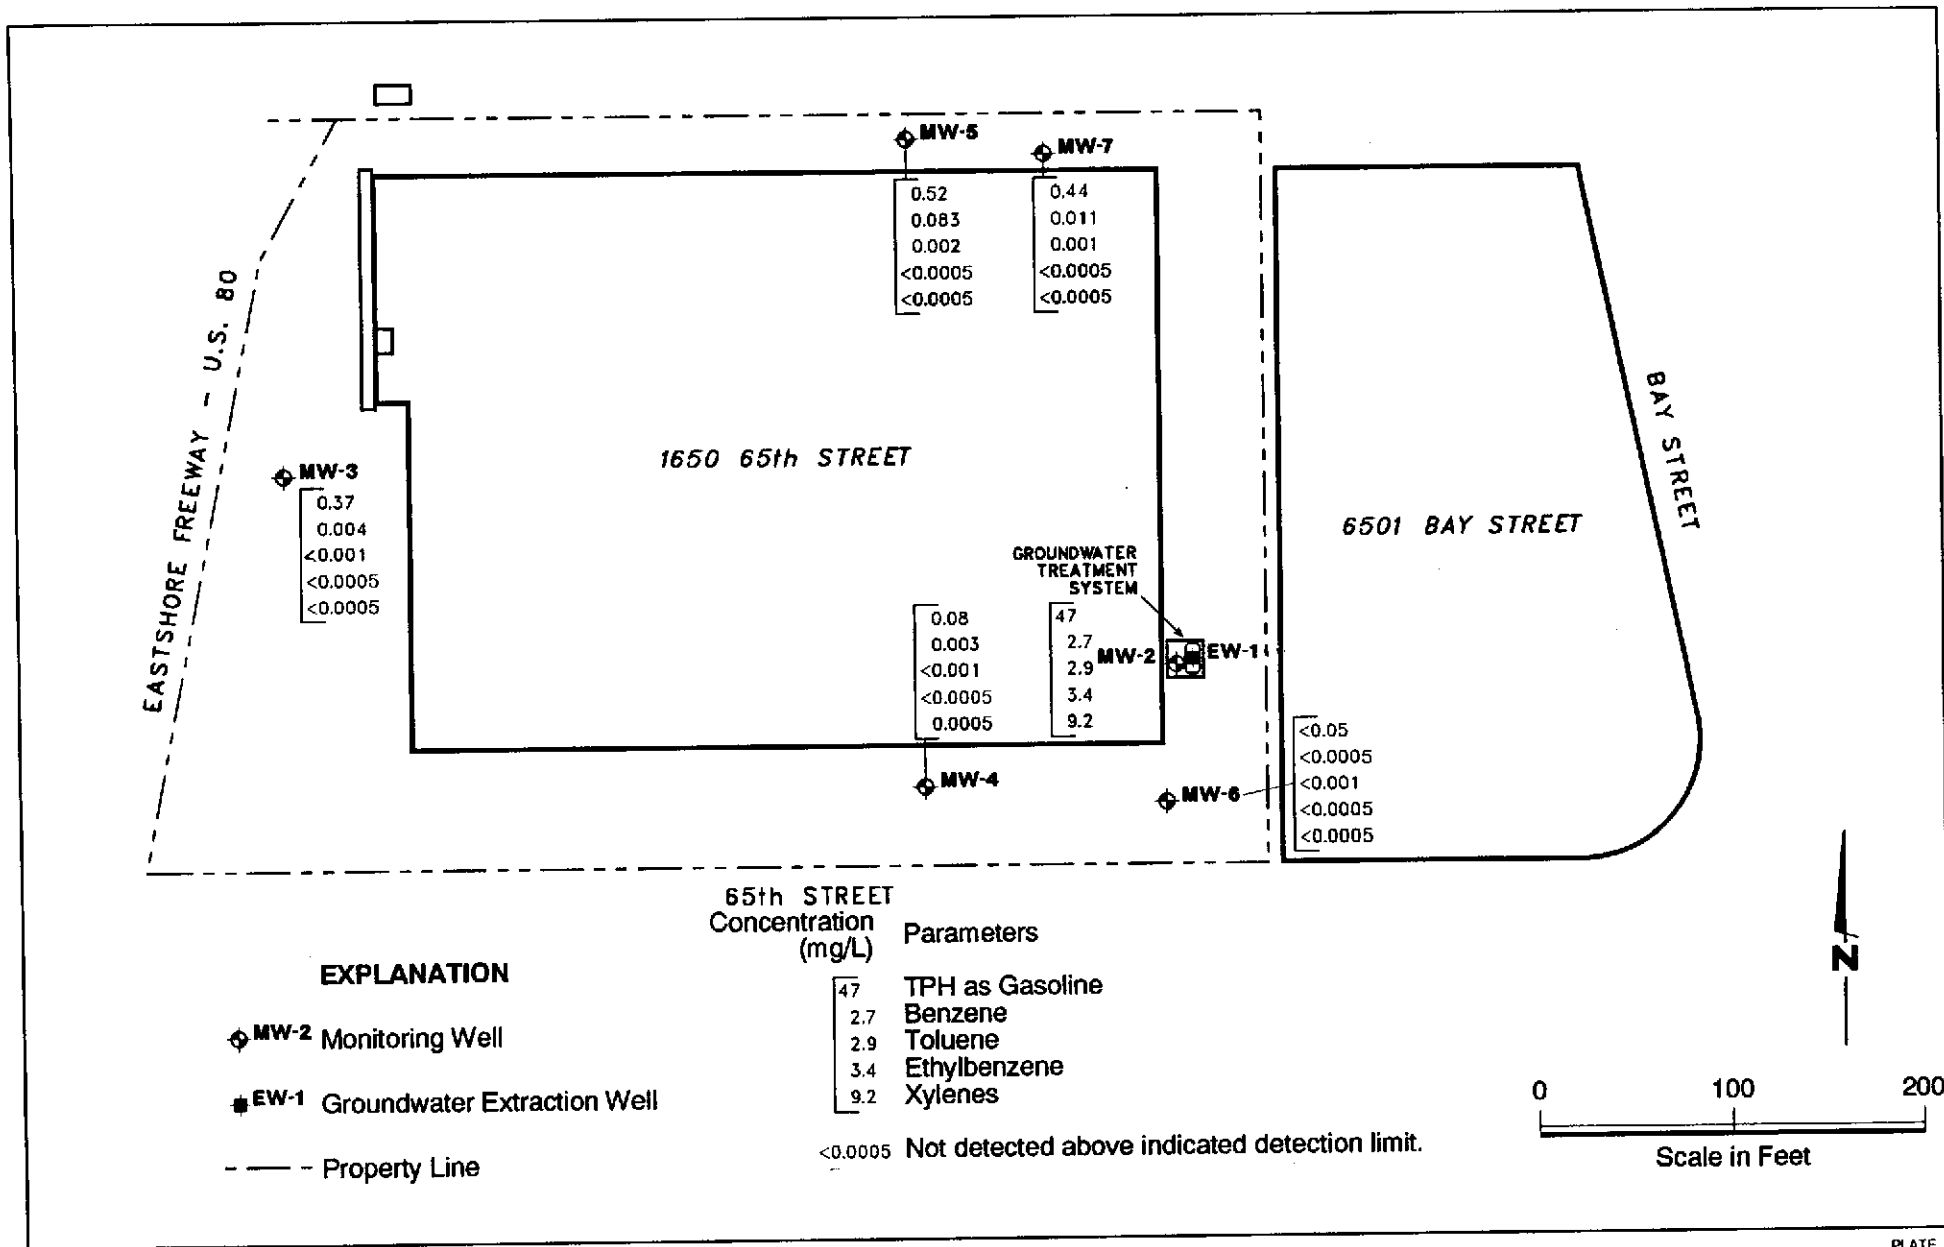 MW-5
MW-7
0.52
0.083
0.002
<0.0005
<0.0005
0.44
0.011
0.001
<0.0005
<0.0005
EASTSHORE FREEWAY - U.S. 80
BAY STREET
1650 65th STREET
MW-3
0.37
0.004
<0.001
<0.0005
<0.0005
6501 BAY STREET
GROUNDWATER
TREATMENT
SYSTEM
0.08
0.003
<0.001
<0.0005
0.0005
47
2.7
2.9
3.4
9.2
MW-2
EW-1
MW-4
MW-6
<0.05
<0.0005
<0.001
<0.0005
<0.0005
65th STREET
Concentration
(mg/L)
Parameters
47 TPH as Gasoline
2.7 Benzene
2.9 Toluene
3.4 Ethylbenzene
9.2 Xylenes
<0.0005 Not detected above indicated detection limit.
EXPLANATION
MW-2 Monitoring Well
EW-1 Groundwater Extraction Well
Property Line
N
0 100 200
Scale in Feet
PLATE